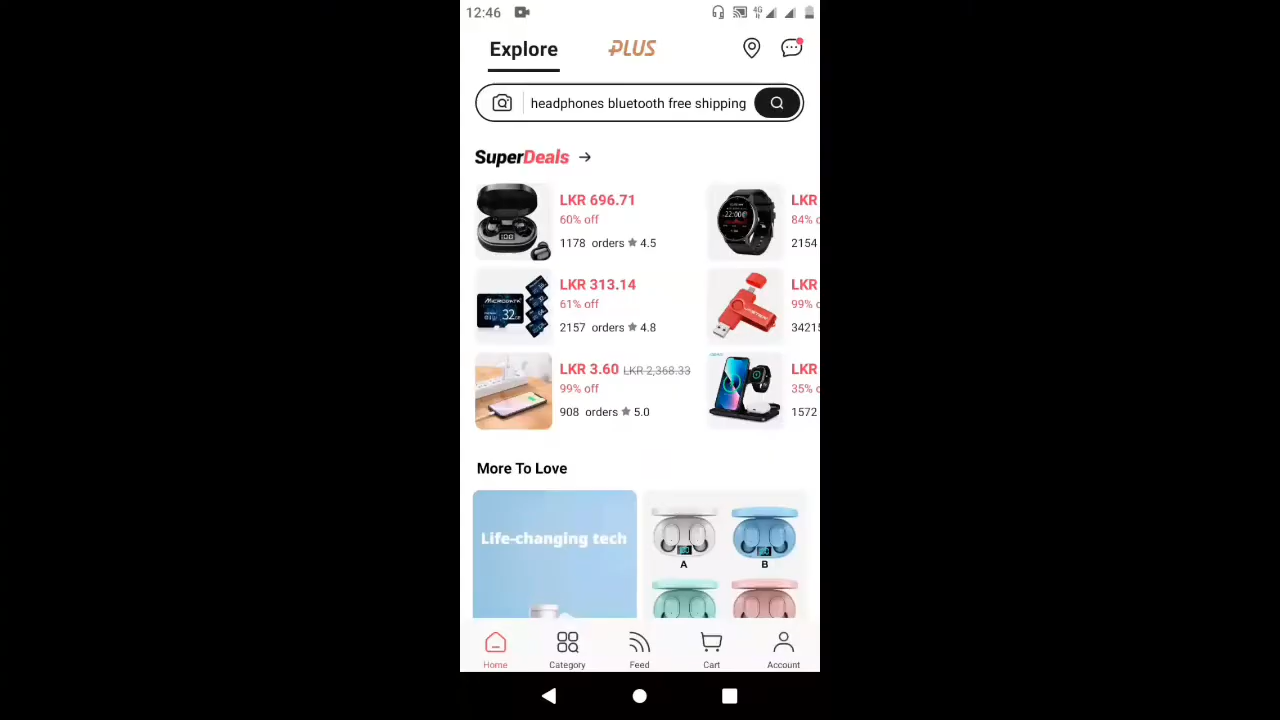 12:46
4G
Explore
PLUS
headphones bluetooth free shipping
SuperDeals
LKR 696.71
60% off
1178 orders 4.5
LKR
84%
2154
LKR 313.14
61% off
2157 orders 4.8
MICRODATA
32
LKR
99%
34215
LKR 3.60 LKR 2,368.33
99% off
908 orders 5.0
LKR
35%
1572
More To Love
Life-changing tech
A
B
Home
Category
Feed
Cart
Account